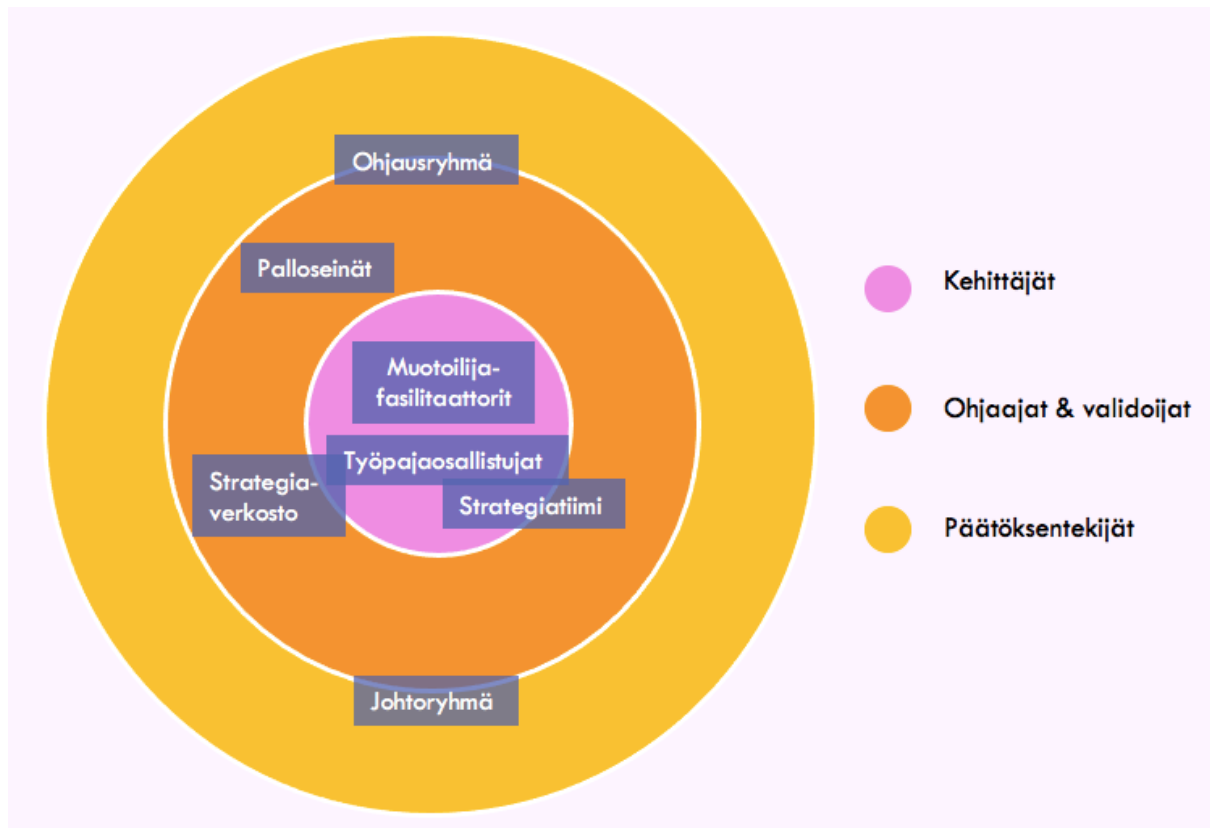 Ohjausryhmä
Palloseinät
Muotoilija-
fasilitaattorit
Työpajaosallistujat
Strategia-
verkosto
Strategiatiimi
Johtoryhmä
Kehittäjät
Ohjaajat & validoijat
Päätöksentekijät